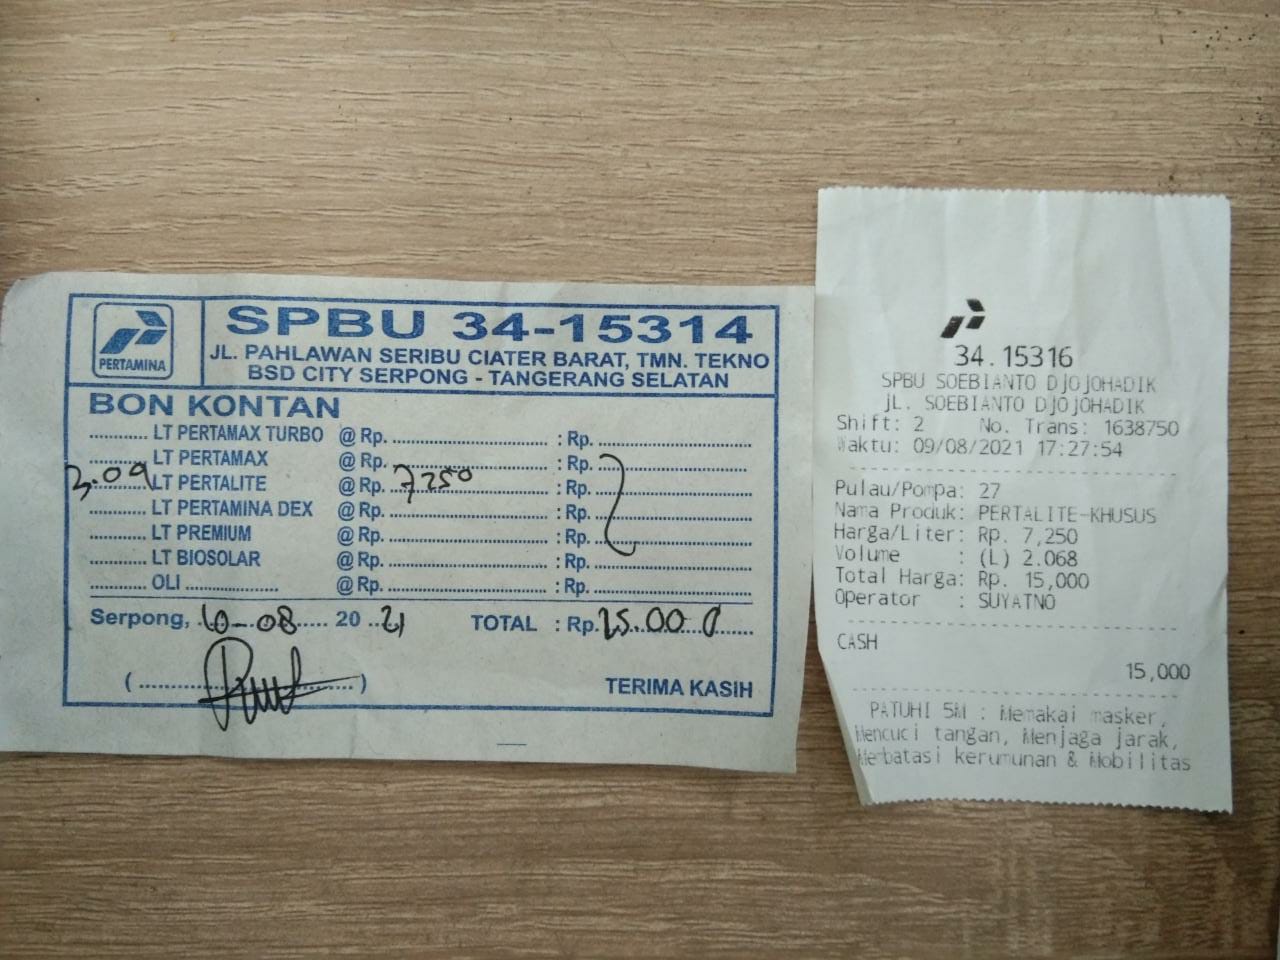 PERTAMINA
SPBU 34-15314
JL. PAHLAWAN SERIBU CIATER BARAT, TMN. TEKNO
BSD CITY SERPONG - TANGERANG SELATAN
BON KONTAN
............ LT PERTAMAX TURBO @ Rp. ................................ : Rp. ................................
............ LT PERTAMAX @ Rp. ................................ : Rp. ................................
3.09 LT PERTALITE @ Rp. 7250 : Rp. ................................
............ LT PERTAMINA DEX @ Rp. ................................ : Rp. ................................
............ LT PREMIUM @ Rp. ................................ : Rp. ................................
............ LT BIOSOLAR @ Rp. ................................ : Rp. ................................
............ OLI .................... @ Rp. ................................ : Rp. ................................
Serpong, 10-08 20 21 TOTAL : Rp. 25.000
(................................)
TERIMA KASIH
34.15316
SPBU SOEBIANTO DJOJOHADIK
JL. SOEBIANTO DJOJOHADIK
Shift: 2 No. Trans: 1638750
Waktu: 09/08/2021 17:27:54
Pulau/Pompa: 27
Nama Produk: PERTALITE-KHUSUS
Harga/Liter: Rp. 7,250
Volume : (L) 2.068
Total Harga: Rp. 15,000
Operator : SUYATNO
CASH
15,000
PATUHI 5M : Memakai masker,
Mencuci tangan, Menjaga jarak,
Membatasi kerumunan & Mobilitas